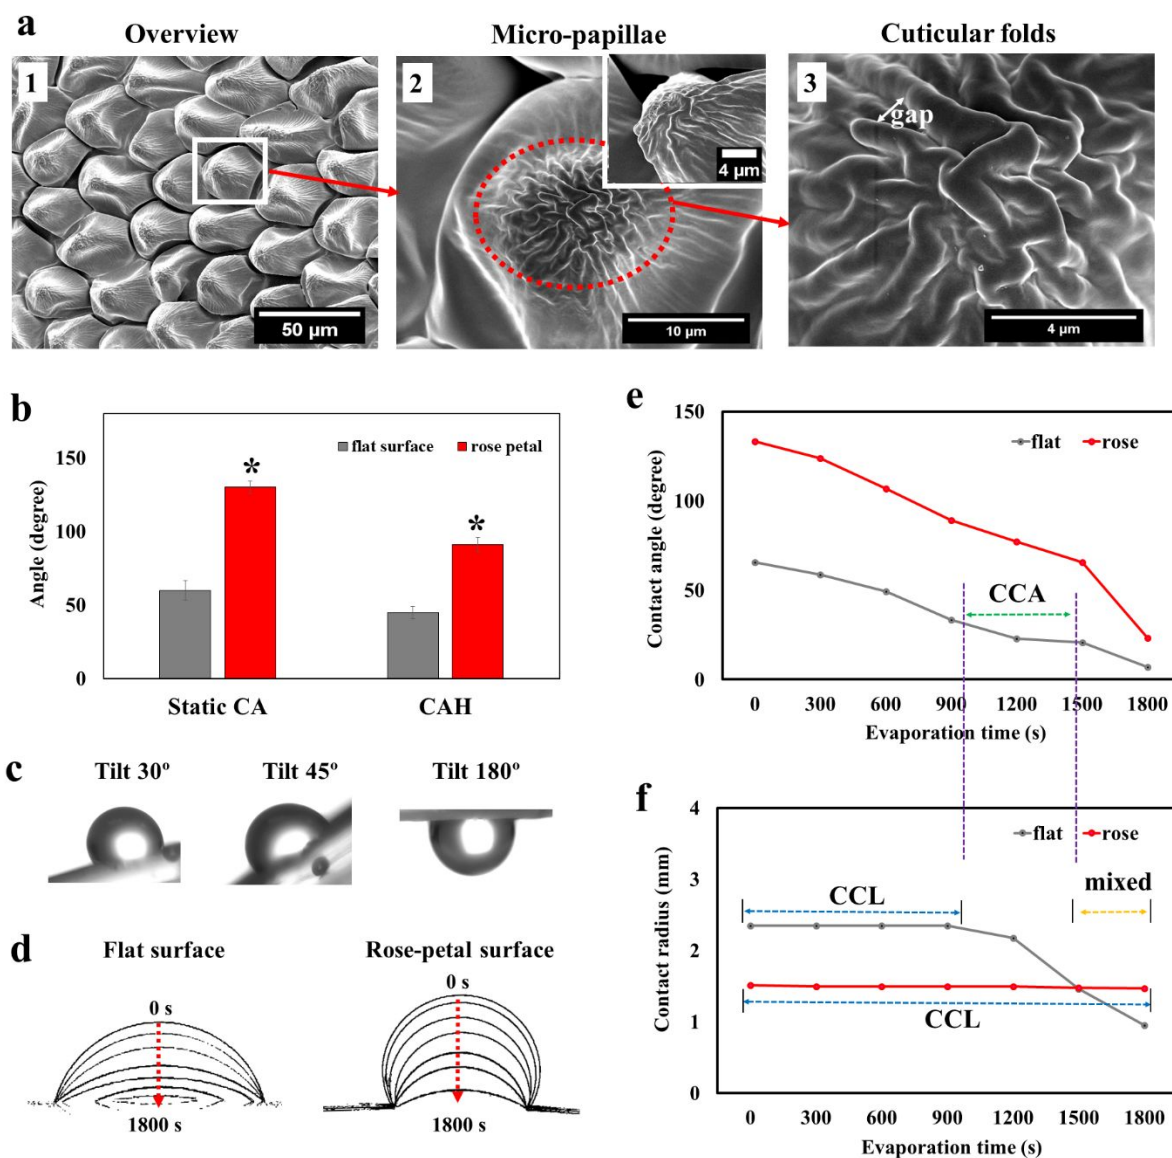 a
Overview
Micro-papillae
Cuticular folds
1
2
3
gap
4 µm
50 µm
10 µm
4 µm
b
Angle (degree)
150
100
50
0
flat surface
rose petal
*
*
Static CA
CAH
c
Tilt 30º
Tilt 45º
Tilt 180º
d
Flat surface
Rose-petal surface
0 s
0 s
1800 s
1800 s
e
Contact angle (degree)
150
100
50
0
flat
rose
CCA
0 300 600 900 1200 1500 1800
Evaporation time (s)
f
Contact radius (mm)
4
3
2
1
0
flat
rose
CCL
mixed
CCL
0 300 600 900 1200 1500 1800
Evaporation time (s)